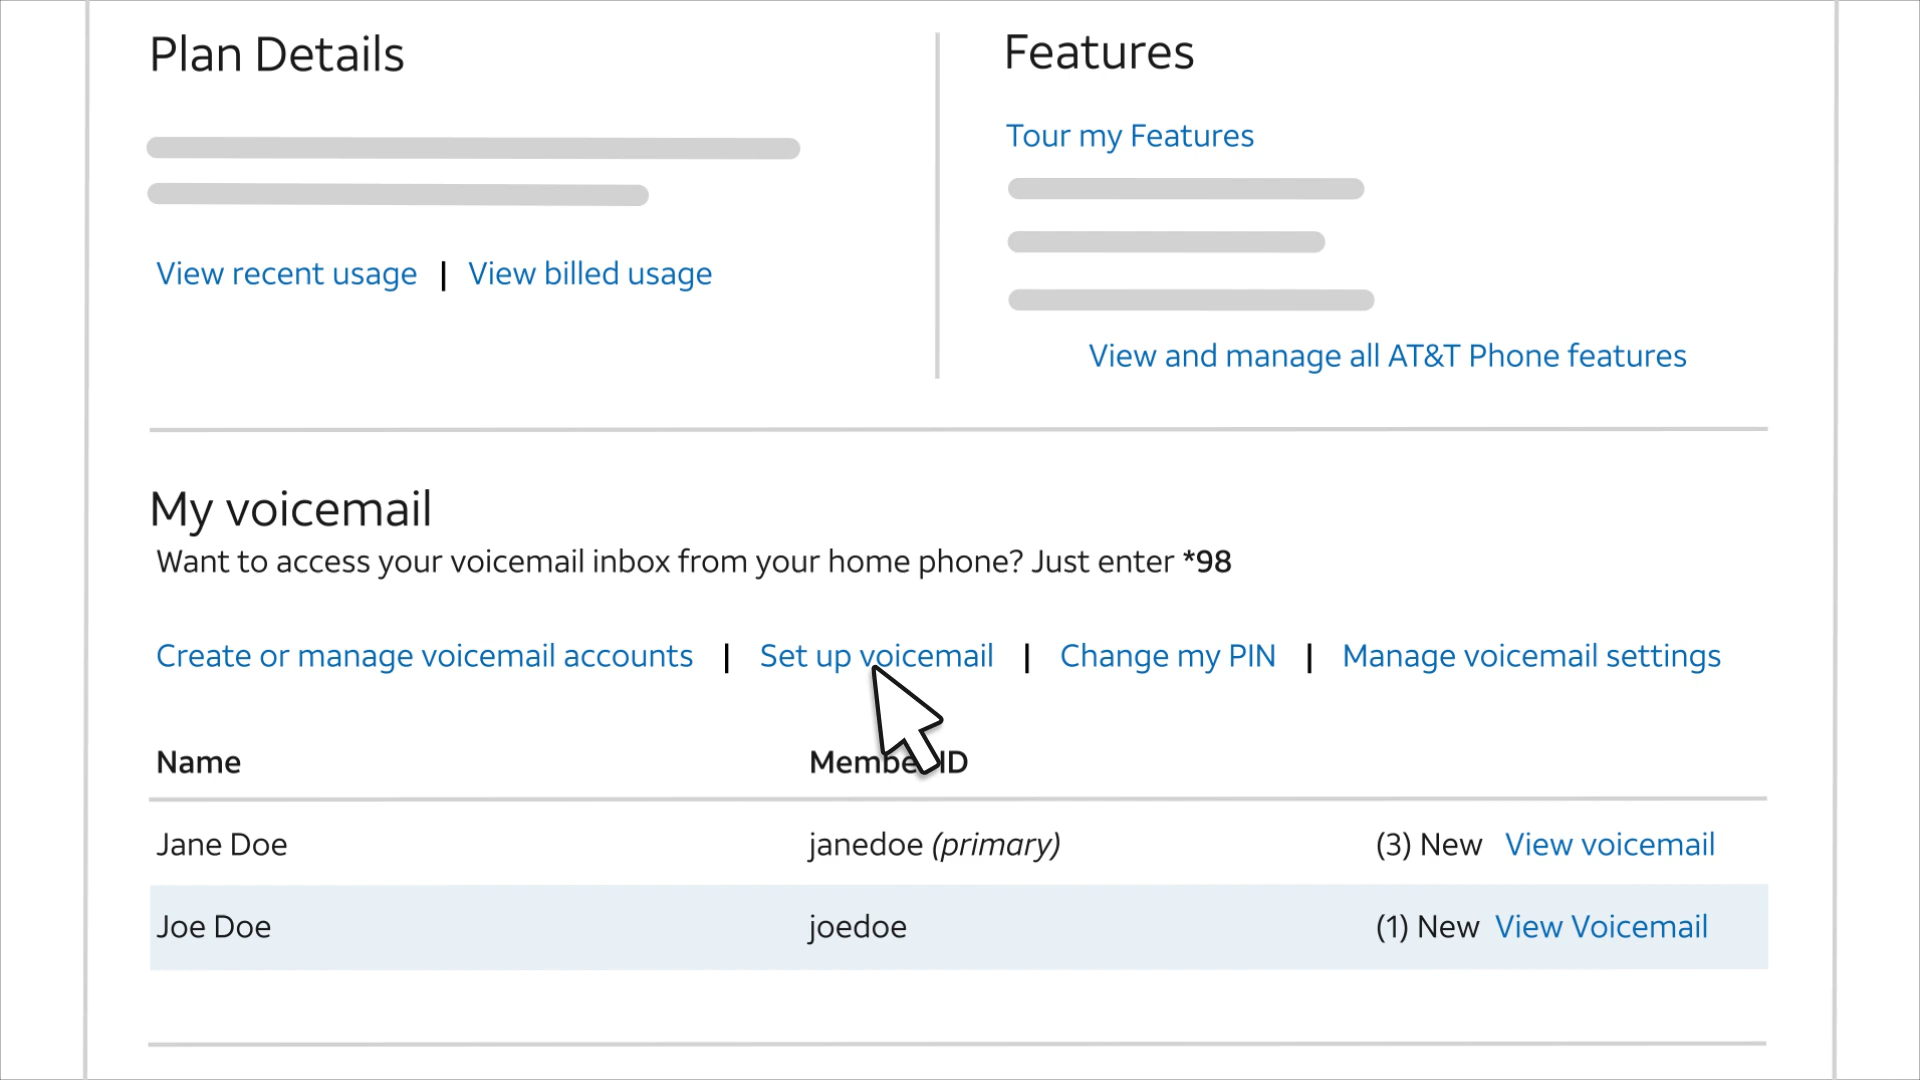 Plan Details
View recent usage | View billed usage
Features
Tour my Features
View and manage all AT&T Phone features
My voicemail
Want to access your voicemail inbox from your home phone? Just enter *98
Create or manage voicemail accounts | Set up voicemail | Change my PIN | Manage voicemail settings
Name Member ID
Jane Doe janedoe (primary) (3) New View voicemail
Joe Doe joedoe (1) New View Voicemail